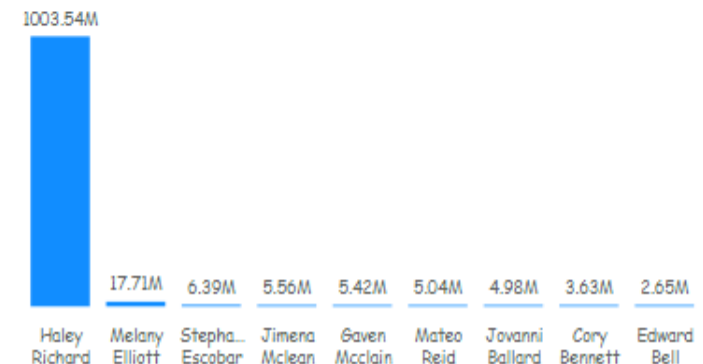 1003.54M
17.71M 6.39M 5.56M 5.42M 5.04M 4.98M 3.63M 2.65M
Haley Melany Stepha... Jimena Gaven Mateo Jovanni Cory Edward
Richard Elliott Escobar Mclean Mcclain Reid Ballard Bennett Bell